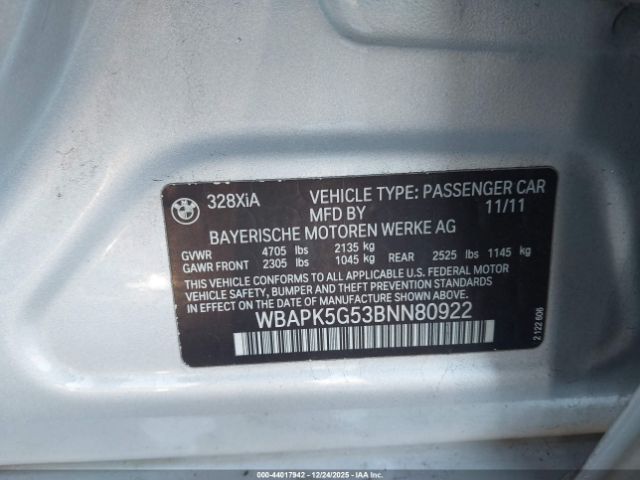 328XiA VEHICLE TYPE: PASSENGER CAR
MFD BY 11/11
BAYERISCHE MOTOREN WERKE AG
GVWR 4705 lbs 2135 kg
GAWR FRONT 2305 lbs 1045 kg REAR 2525 lbs 1145 kg
THIS VEHICLE CONFORMS TO ALL APPLICABLE U.S. FEDERAL MOTOR
VEHICLE SAFETY, BUMPER, AND THEFT PREVENTION STANDARDS
IN EFFECT ON THE DATE OF MANUFACTURE SHOWN ABOVE.
WBAPK5G53BNN80922
2 122 606
000-44017942 - 12/24/2025 - IAAI.COM